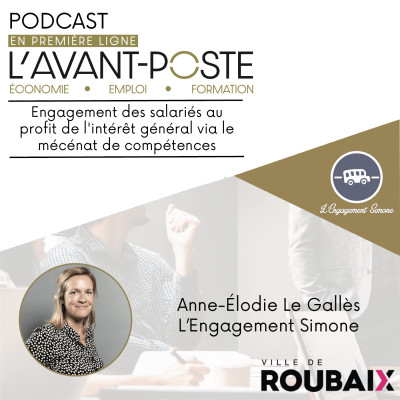 PODCAST
EN PREMIÈRE LIGNE
L'AVANT-POSTE
ÉCONOMIE • EMPLOI • FORMATION
Engagement des salariés au
profit de l'intérêt général via le
mécénat de compétences
L'Engagement Simone
Anne-Élodie Le Gallès
L'Engagement Simone
VILLE DE
ROUBAIX